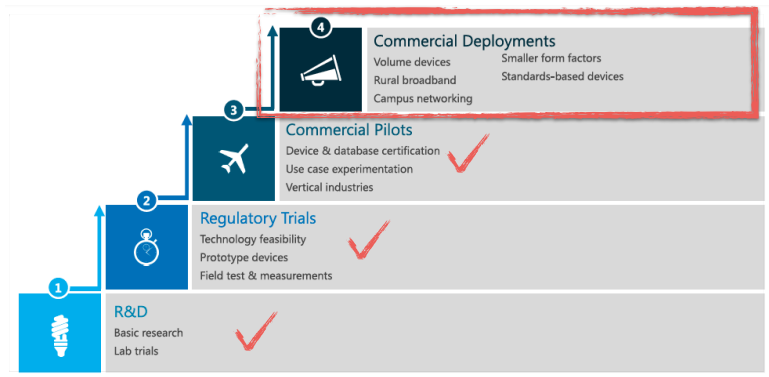 4
Commercial Deployments
Volume devices
Rural broadband
Campus networking
Smaller form factors
Standards-based devices
3
Commercial Pilots
Device & database certification
Use case experimentation
Vertical industries
2
Regulatory Trials
Technology feasibility
Prototype devices
Field test & measurements
1
R&D
Basic research
Lab trials